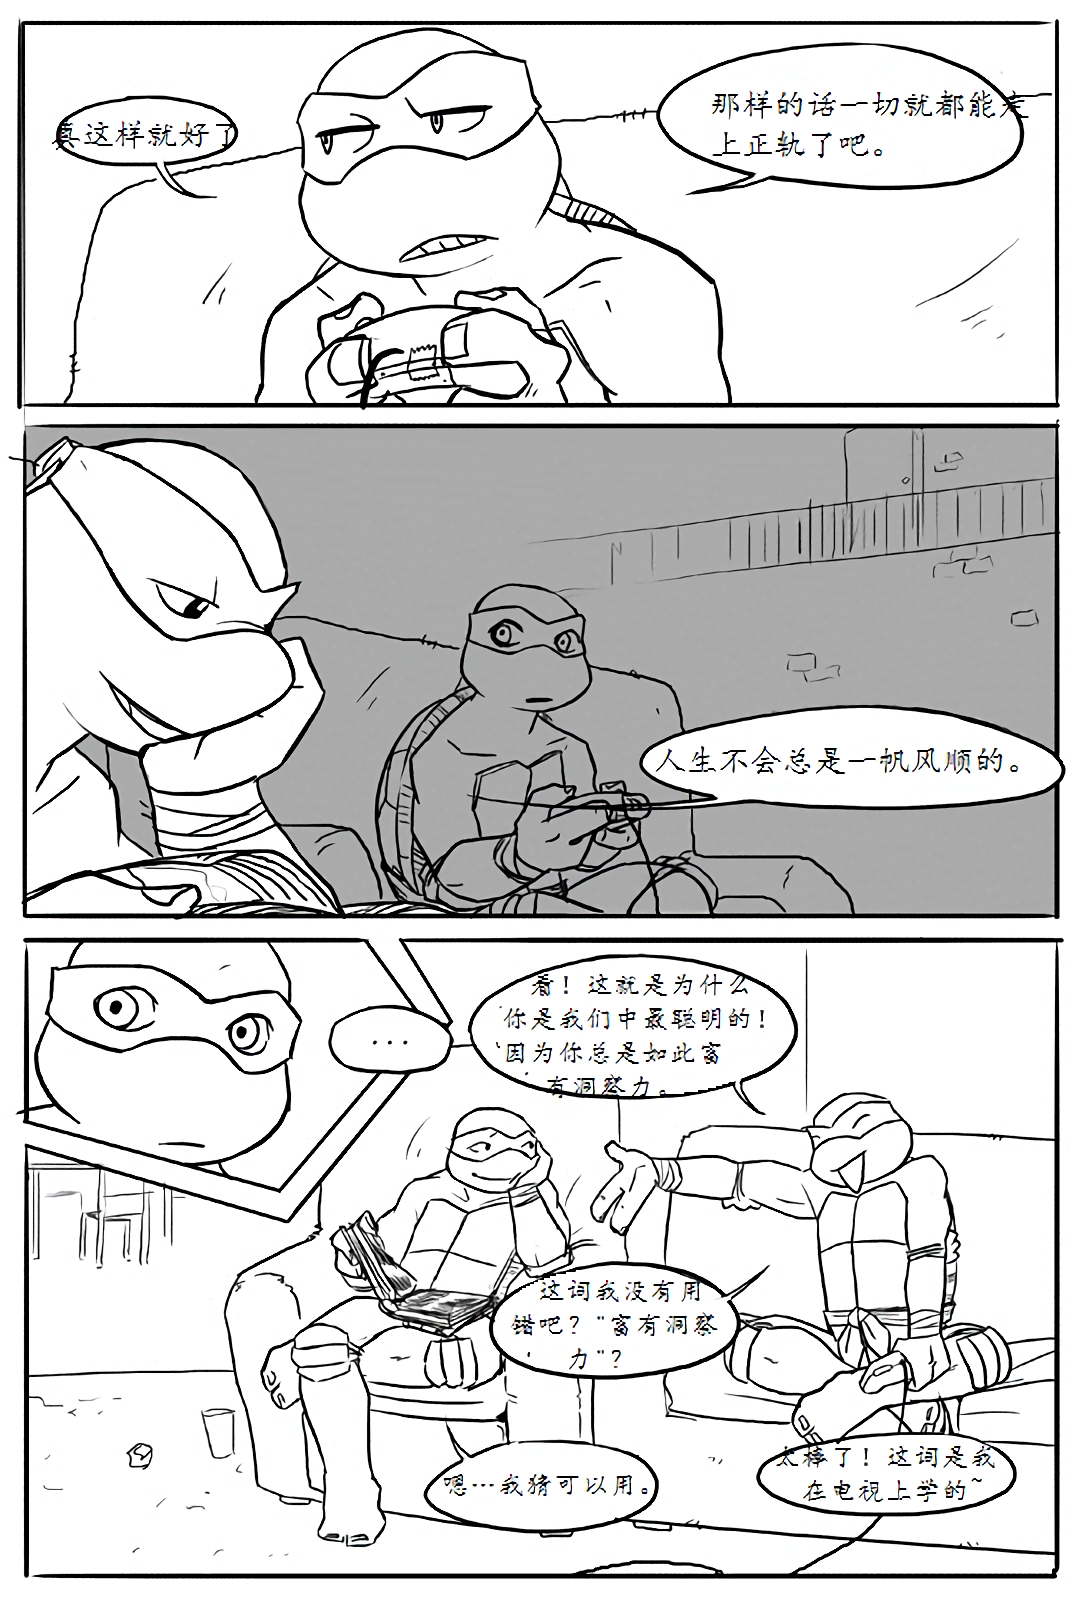 真这样就好了
那样的话一切就都能走
上正轨了吧。
人生不会总是一帆风顺的。
...
看！这就是为什么
你是我们中最聪明的！
因为你总是如此富
有洞察力。
这词我没有用
错吧？"富有洞察
力"？
嗯…我猜可以用。
太棒了！这词是我
在电视上学的~